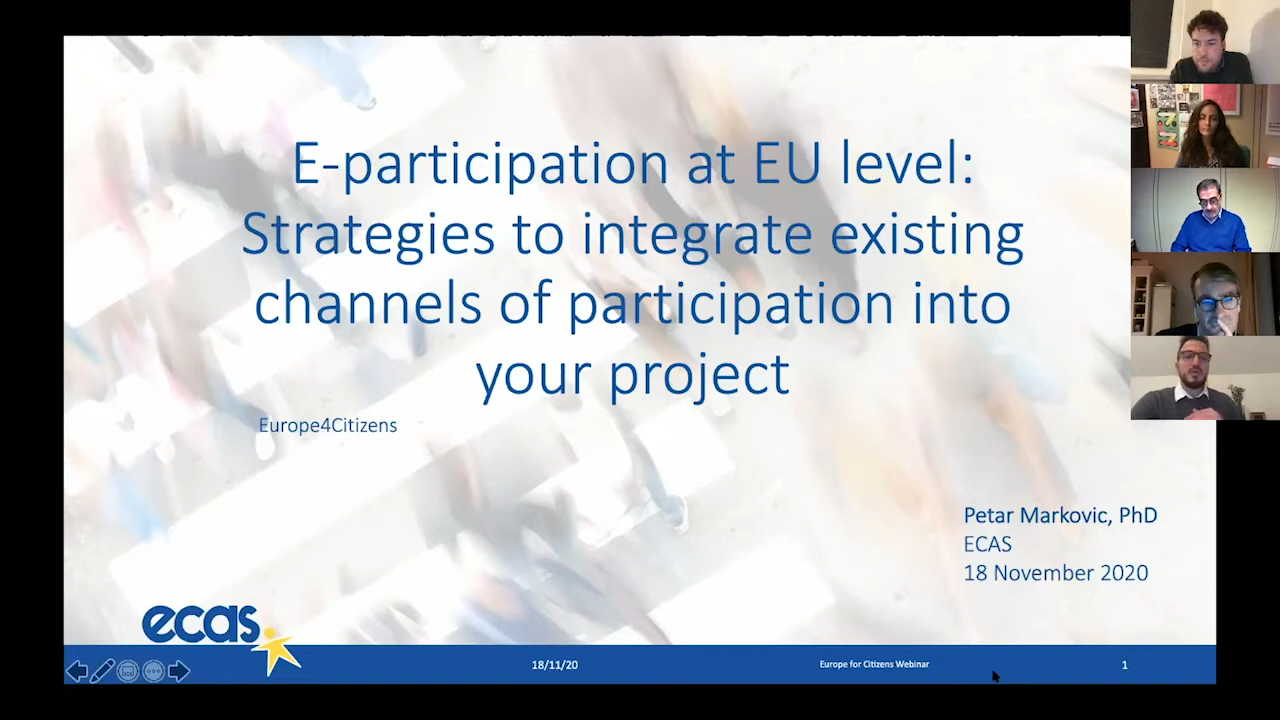 E-participation at EU level:
Strategies to integrate existing
channels of participation into
your project
Europe4Citizens
Petar Markovic, PhD
ECAS
18 November 2020
ecas
18/11/20
Europe for Citizens Webinar
1